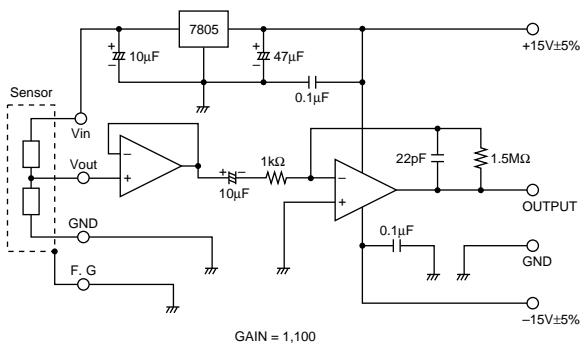 7805
+
10μF
−
+
47μF
−
+15V±5%
0.1μF
Sensor
Vin
Vout
−
+
+
−
10μF
1kΩ
−
+
22pF
1.5MΩ
OUTPUT
GND
0.1μF
GND
F. G
−15V±5%
GAIN = 1,100